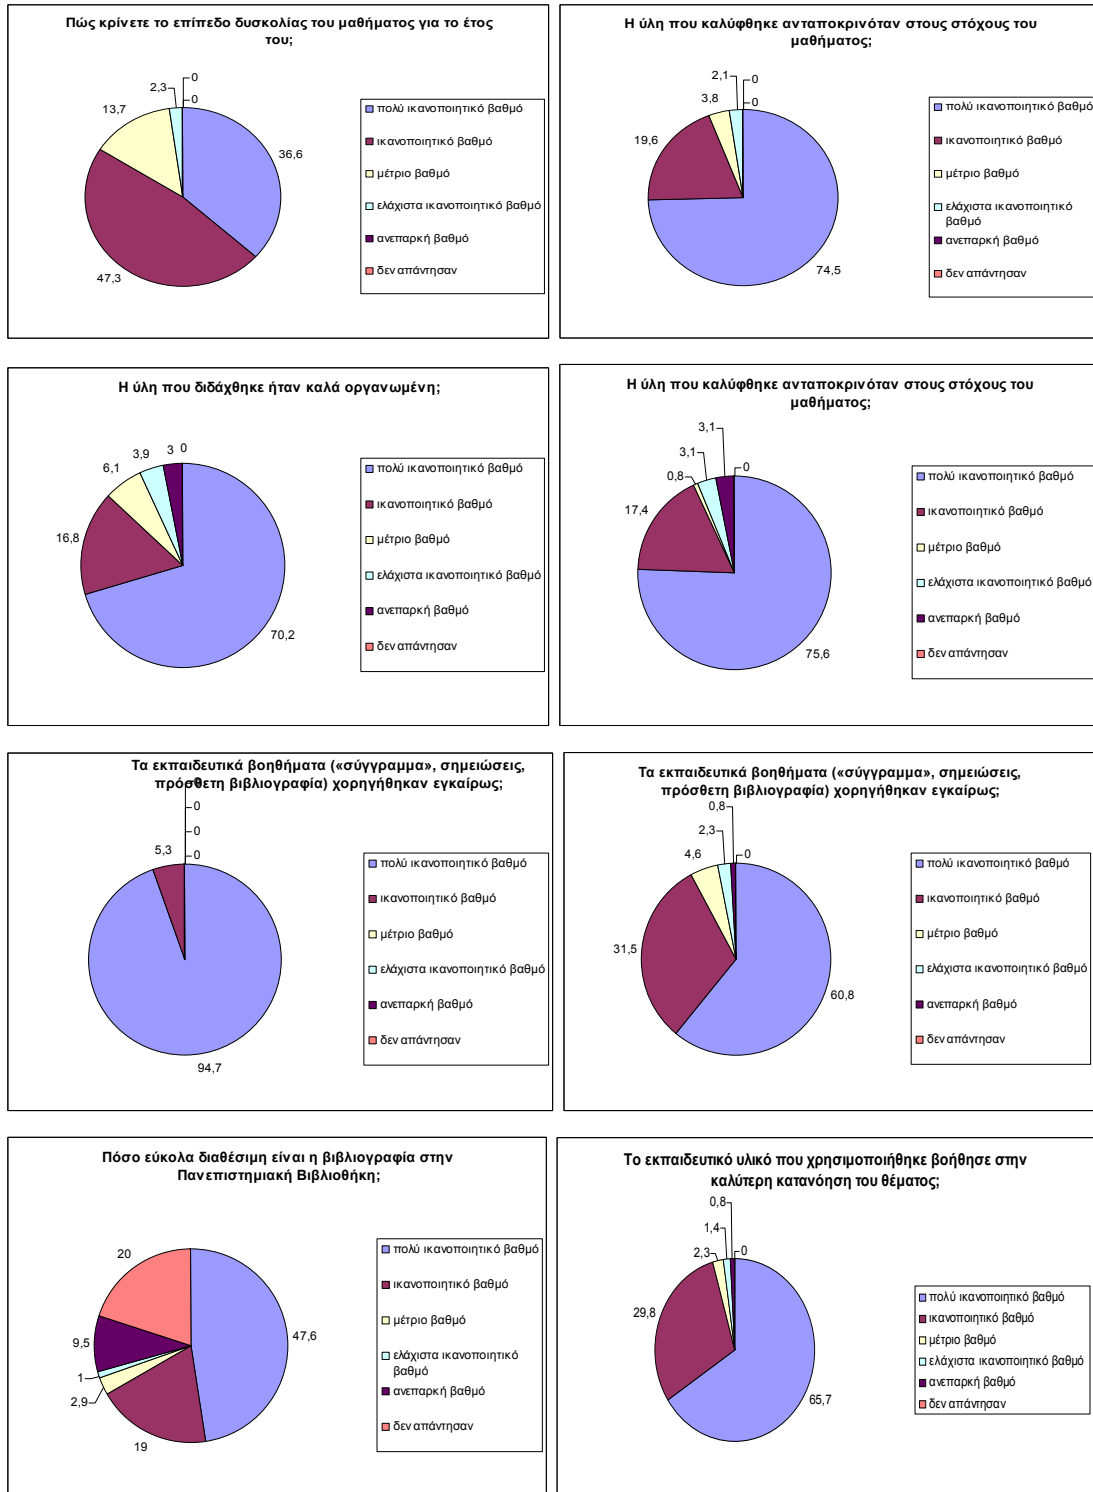 Πώς κρίνετε το επίπεδο δυσκολίας του μαθήματος για το έτος
του;
0
2,3
0
13,7
36,6
47,3
πολύ ικανοποιητικό βαθμό
ικανοποιητικό βαθμό
μέτριο βαθμό
ελάχιστα ικανοποιητικό βαθμό
ανεπαρκή βαθμό
δεν απάντησαν
Η ύλη που καλύφθηκε ανταποκρινόταν στους στόχους του
μαθήματος;
2,1
0
3,8
0
19,6
74,5
πολύ ικανοποιητικό βαθμό
ικανοποιητικό βαθμό
μέτριο βαθμό
ελάχιστα ικανοποιητικό
βαθμό
ανεπαρκή βαθμό
δεν απάντησαν
Η ύλη που διδάχθηκε ήταν καλά οργανωμένη;
3,9
3
0
6,1
16,8
70,2
πολύ ικανοποιητικό βαθμό
ικανοποιητικό βαθμό
μέτριο βαθμό
ελάχιστα ικανοποιητικό βαθμό
ανεπαρκή βαθμό
δεν απάντησαν
Η ύλη που καλύφθηκε ανταποκρινόταν στους στόχους του
μαθήματος;
3,1
3,1
0
0,8
17,4
75,6
πολύ ικανοποιητικό βαθμό
ικανοποιητικό βαθμό
μέτριο βαθμό
ελάχιστα ικανοποιητικό βαθμό
ανεπαρκή βαθμό
δεν απάντησαν
Τα εκπαιδευτικά βοηθήματα («σύγγραμμα», σημειώσεις,
πρόσθετη βιβλιογραφία) χορηγήθηκαν εγκαίρως;
0
0
0
0
5,3
94,7
πολύ ικανοποιητικό βαθμό
ικανοποιητικό βαθμό
μέτριο βαθμό
ελάχιστα ικανοποιητικό βαθμό
ανεπαρκή βαθμό
δεν απάντησαν
Τα εκπαιδευτικά βοηθήματα («σύγγραμμα», σημειώσεις,
πρόσθετη βιβλιογραφία) χορηγήθηκαν εγκαίρως;
0,8
2,3
4,6
0
31,5
60,8
πολύ ικανοποιητικό βαθμό
ικανοποιητικό βαθμό
μέτριο βαθμό
ελάχιστα ικανοποιητικό βαθμό
ανεπαρκή βαθμό
δεν απάντησαν
Πόσο εύκολα διαθέσιμη είναι η βιβλιογραφία στην
Πανεπιστημιακή Βιβλιοθήκη;
20
47,6
9,5
1
2,9
19
πολύ ικανοποιητικό βαθμό
ικανοποιητικό βαθμό
μέτριο βαθμό
ελάχιστα ικανοποιητικό
βαθμό
ανεπαρκή βαθμό
δεν απάντησαν
Το εκπαιδευτικό υλικό που χρησιμοποιήθηκε βοήθησε στην
καλύτερη κατανόηση του θέματος;
0,8
1,4
2,3
0
29,8
65,7
πολύ ικανοποιητικό βαθμό
ικανοποιητικό βαθμό
μέτριο βαθμό
ελάχιστα ικανοποιητικό βαθμό
ανεπαρκή βαθμό
δεν απάντησαν